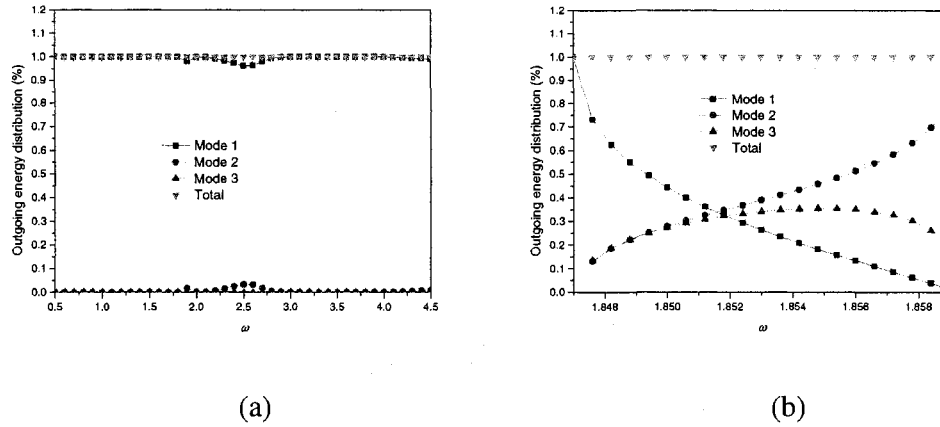 Outgoing energy distribution (%)
1.2
1.1
1.0
0.9
0.8
0.7
0.6
0.5
0.4
0.3
0.2
0.1
0.0
Mode 1
Mode 2
Mode 3
Total
0.5 1.0 1.5 2.0 2.5 3.0 3.5 4.0 4.5
ω
(a)
Outgoing energy distribution (%)
1.2
1.1
1.0
0.9
0.8
0.7
0.6
0.5
0.4
0.3
0.2
0.1
0.0
Mode 1
Mode 2
Mode 3
Total
1.848 1.850 1.852 1.854 1.856 1.858
ω
(b)